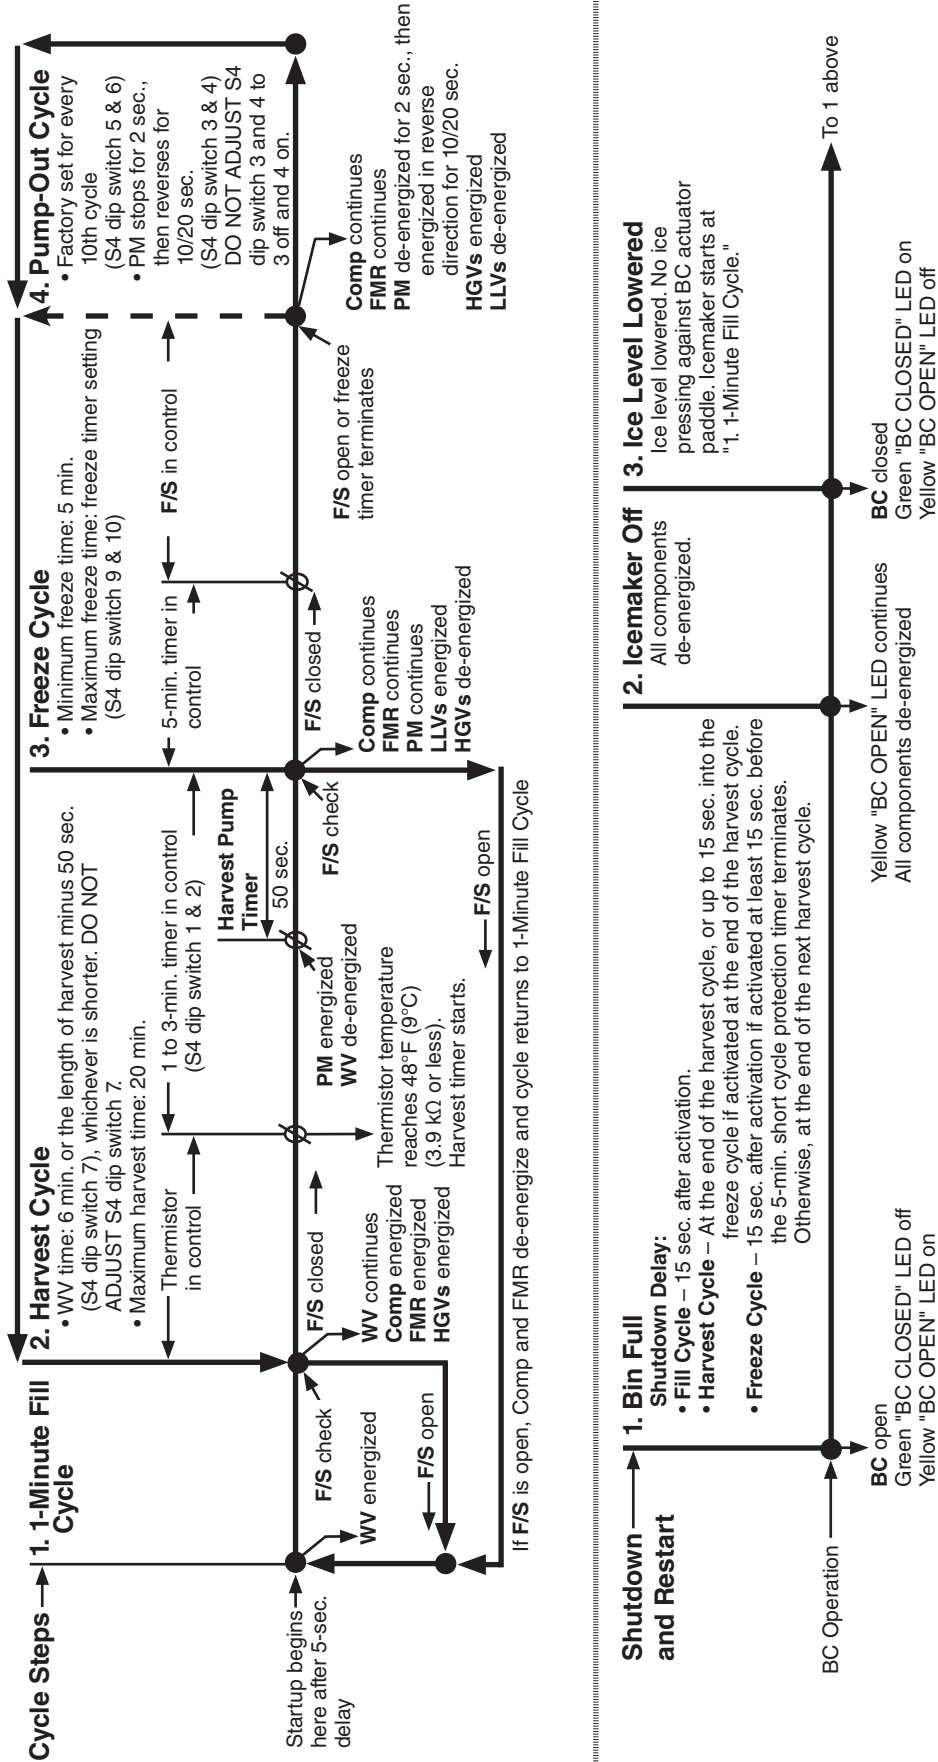 Cycle Steps
1. 1-Minute Fill
Cycle
2. Harvest Cycle
• WV time: 6 min. or the length of harvest minus 50 sec.
(S4 dip switch 7), whichever is shorter. DO NOT
ADJUST S4 dip switch 7.
• Maximum harvest time: 20 min.
3. Freeze Cycle
• Minimum freeze time: 5 min.
• Maximum freeze time: freeze timer setting
(S4 dip switch 9 & 10)
4. Pump-Out Cycle
• Factory set for every
10th cycle
(S4 dip switch 5 & 6)
• PM stops for 2 sec.,
then reverses for
10/20 sec.
(S4 dip switch 3 & 4)
DO NOT ADJUST S4
dip switch 3 and 4 to
3 off and 4 on.
Thermistor
in control
1 to 3-min. timer in control
(S4 dip switch 1 & 2)
5-min. timer in
control
F/S in control
Harvest Pump
Timer
50 sec.
Startup begins
here after 5-sec.
delay
WV energized
F/S check
F/S closed
WV continues
Comp energized
FMR energized
HGVs energized
F/S open
Thermistor temperature
reaches 48°F (9°C)
(3.9 kΩ or less).
Harvest timer starts.
PM energized
WV de-energized
F/S check
F/S closed
Comp continues
FMR continues
PM continues
LLVs energized
HGVs de-energized
F/S open
F/S open or freeze
timer terminates
Comp continues
FMR continues
PM de-energized for 2 sec., then
energized in reverse
direction for 10/20 sec.
HGVs energized
LLVs de-energized
If F/S is open, Comp and FMR de-energize and cycle returns to 1-Minute Fill Cycle
Shutdown
and Restart
1. Bin Full
Shutdown Delay:
• Fill Cycle – 15 sec. after activation.
• Harvest Cycle – At the end of the harvest cycle, or up to 15 sec. into the
freeze cycle if activated at the end of the harvest cycle.
• Freeze Cycle – 15 sec. after activation if activated at least 15 sec. before
the 5-min. short cycle protection timer terminates.
Otherwise, at the end of the next harvest cycle.
2. Icemaker Off
All components
de-energized.
3. Ice Level Lowered
Ice level lowered. No ice
pressing against BC actuator
paddle. Icemaker starts at
"1. 1-Minute Fill Cycle."
BC Operation
To 1 above
BC open
Green "BC CLOSED" LED off
Yellow "BC OPEN" LED on
Yellow "BC OPEN" LED continues
All components de-energized
BC closed
Green "BC CLOSED" LED on
Yellow "BC OPEN" LED off